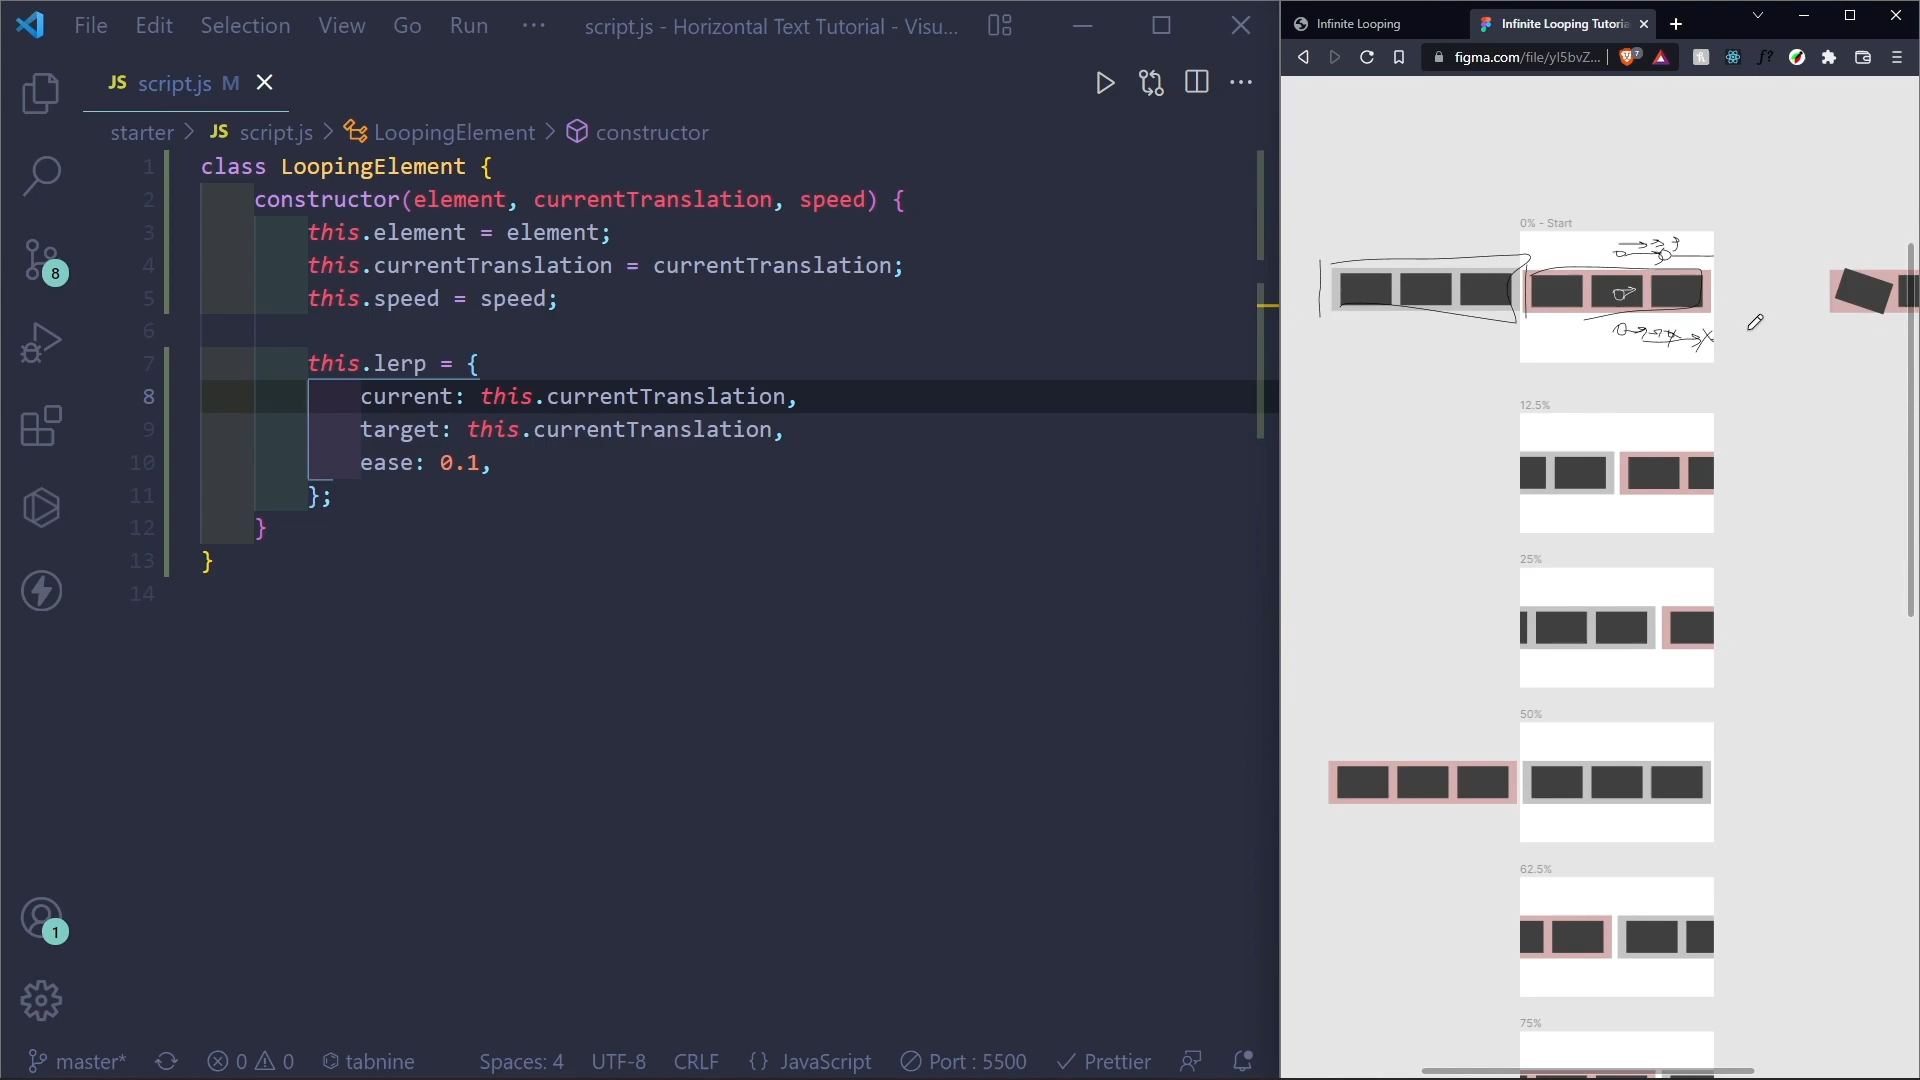 File Edit Selection View Go Run ··· script.js - Horizontal Text Tutorial - Visu...
JS script.js M
starter > JS script.js > LoopingElement > constructor
1 class LoopingElement {
2 constructor(element, currentTranslation, speed) {
3 this.element = element;
4 this.currentTranslation = currentTranslation;
5 this.speed = speed;
6
7 this.lerp = {
8 current: this.currentTranslation,
9 target: this.currentTranslation,
10 ease: 0.1,
11 };
12 }
13 }
14
8
1
master* 0 0 tabnine Spaces: 4 UTF-8 CRLF {} JavaScript Port : 5500 Prettier
Infinite Looping
Infinite Looping Tutoria
figma.com/file/yl5bvZ...
7
f?
0% - Start
12.5%
25%
50%
62.5%
75%